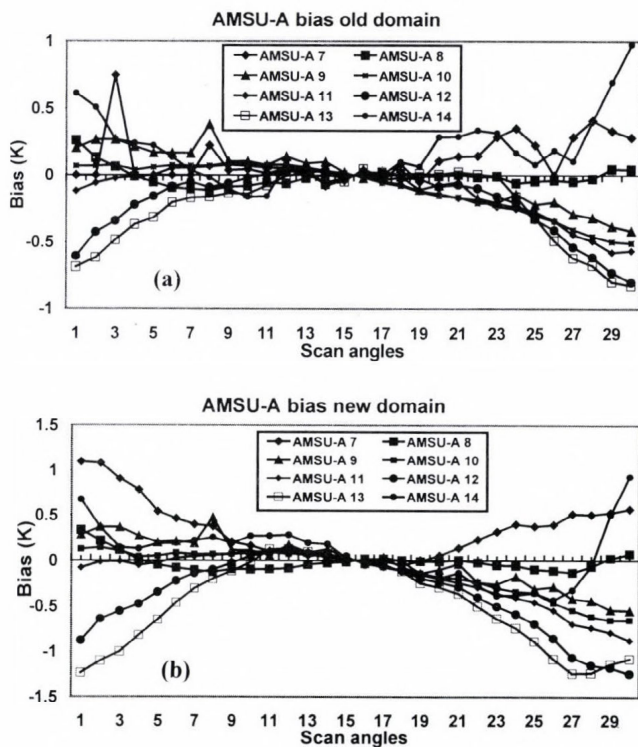 AMSU-A bias old domain
1
0.5
0
-0.5
-1
Bias (K)
AMSU-A 7 AMSU-A 8
AMSU-A 9 AMSU-A 10
AMSU-A 11 AMSU-A 12
AMSU-A 13 AMSU-A 14
(a)
1 3 5 7 9 11 13 15 17 19 21 23 25 27 29
Scan angles
AMSU-A bias new domain
1.5
1
0.5
0
-0.5
-1
-1.5
Bias (K)
AMSU-A 7 AMSU-A 8
AMSU-A 9 AMSU-A 10
AMSU-A 11 AMSU-A 12
AMSU-A 13 AMSU-A 14
(b)
1 3 5 7 9 11 13 15 17 19 21 23 25 27 29
Scan angles